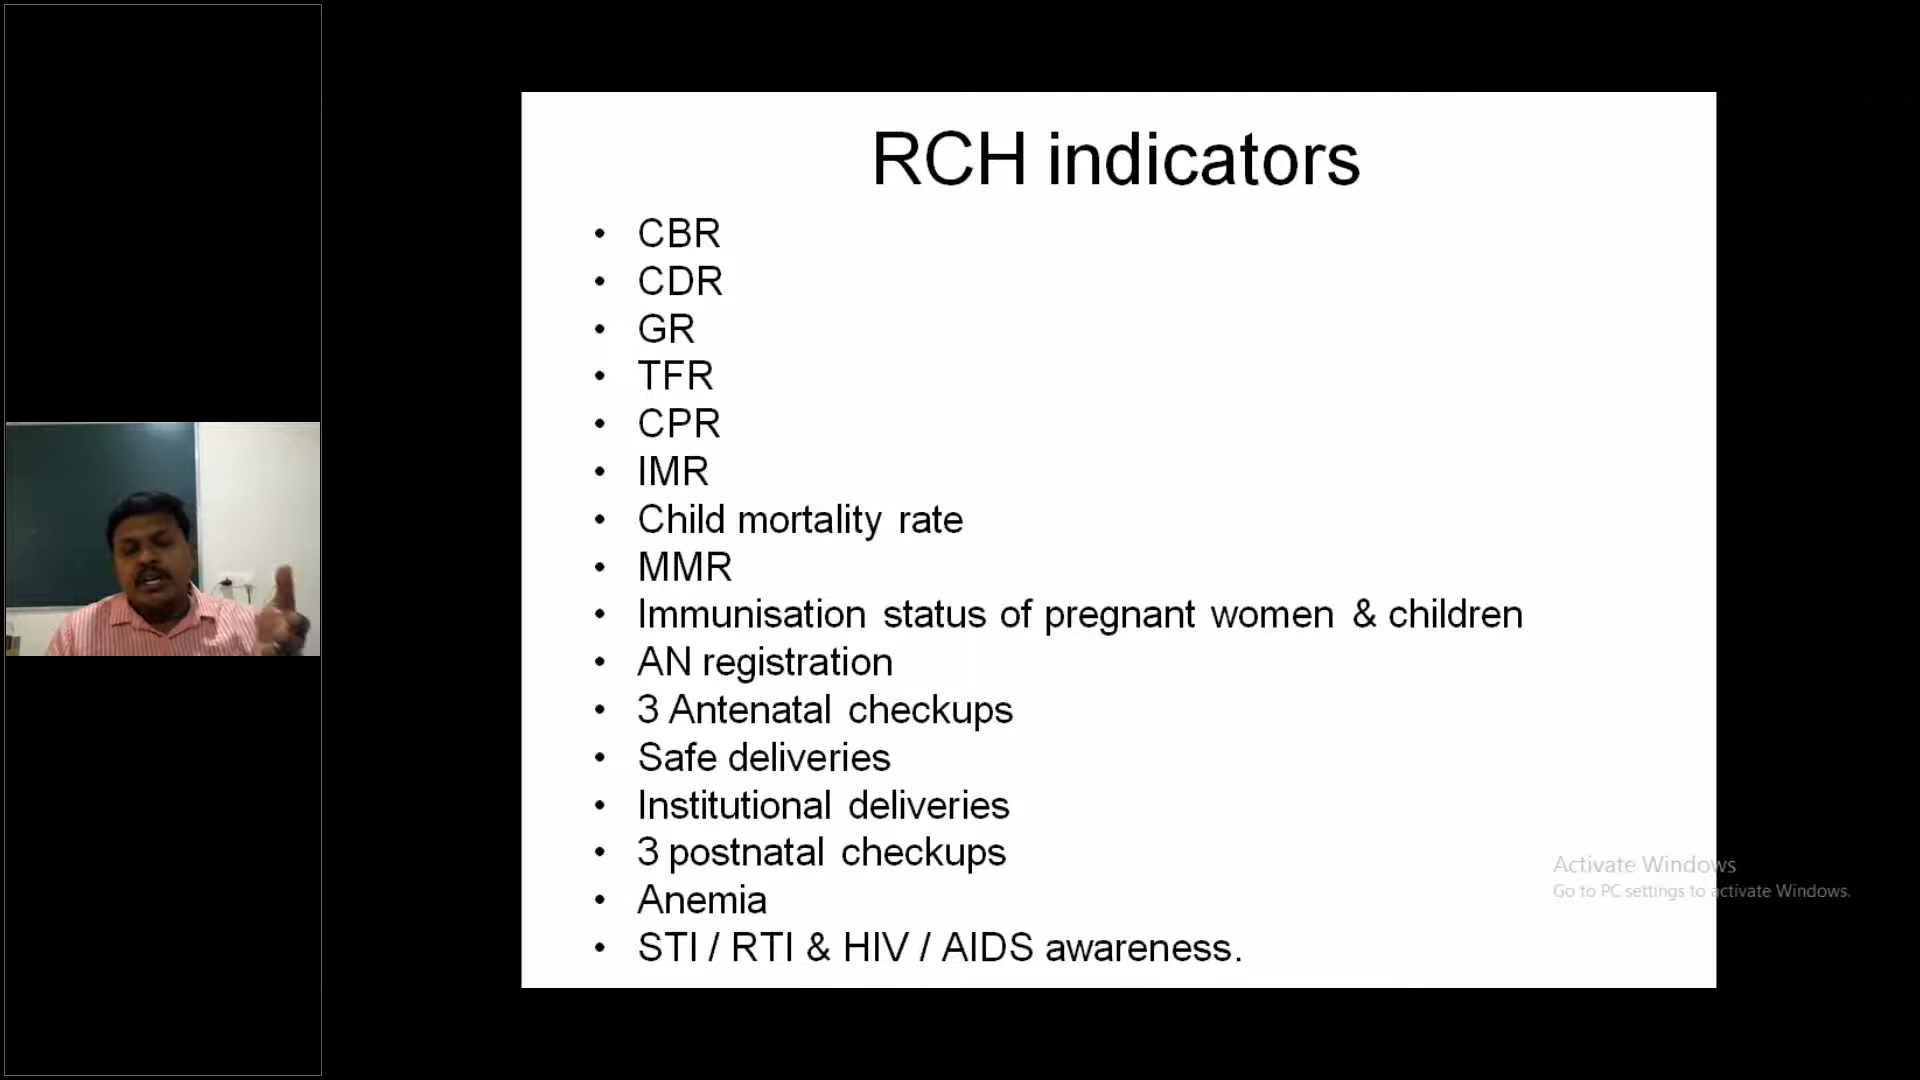 RCH indicators
• CBR
• CDR
• GR
• TFR
• CPR
• IMR
• Child mortality rate
• MMR
• Immunisation status of pregnant women & children
• AN registration
• 3 Antenatal checkups
• Safe deliveries
• Institutional deliveries
• 3 postnatal checkups
• Anemia
• STI / RTI & HIV / AIDS awareness.
Activate Windows
Go to PC settings to activate Windows.